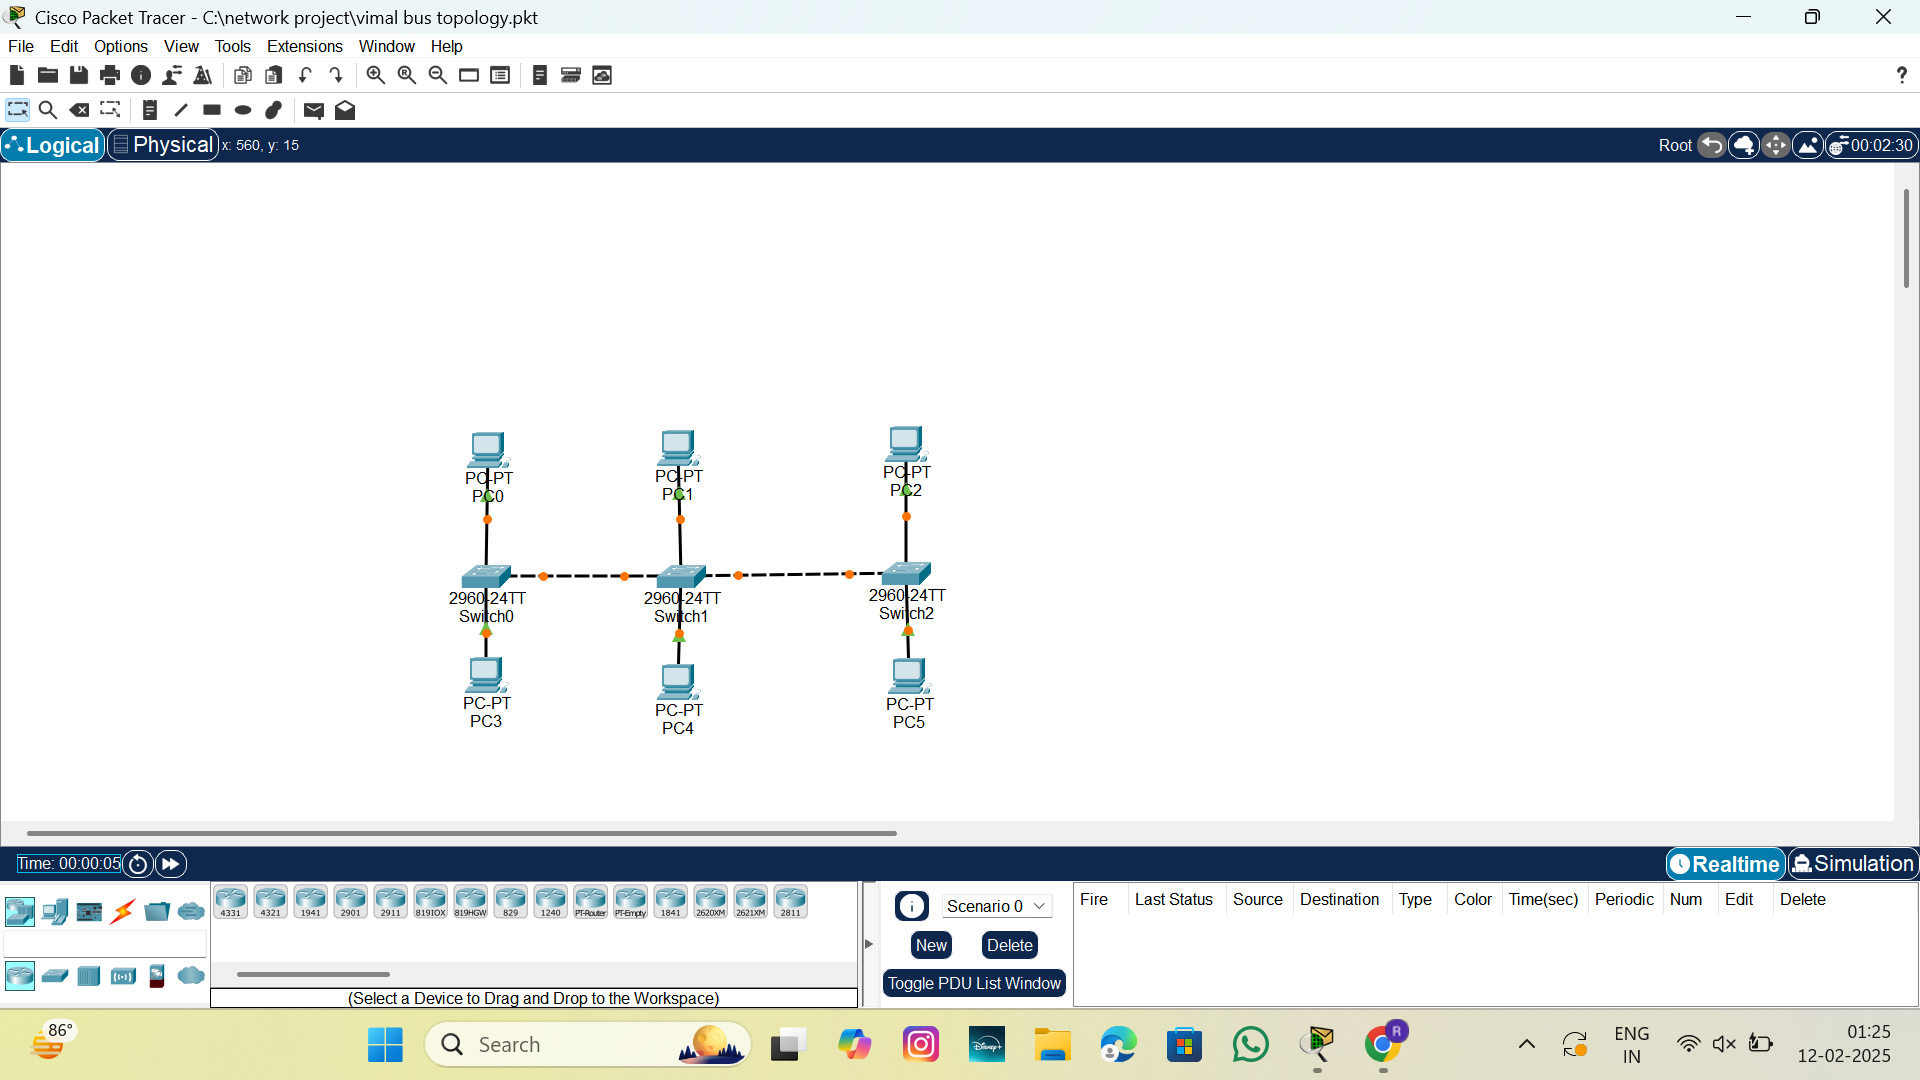 Cisco Packet Tracer - C:\network project\vimal bus topology.pkt
File Edit Options View Tools Extensions Window Help
?
Logical Physical x: 560, y: 15 Root 00:02:30
PC-PT PC-PT PC-PT
PC0 PC1 PC2
2960-24TT 2960-24TT 2960-24TT
Switch0 Switch1 Switch2
PC-PT PC-PT PC-PT
PC3 PC4 PC5
Time: 00:00:05 Realtime Simulation
4331 4321 1941 2901 2911 819IOX 819HGW 829 1240 PT-Router PT-Empty 1841 2620XM 2621XM 2811
Scenario 0
New Delete
Toggle PDU List Window
Fire Last Status Source Destination Type Color Time(sec) Periodic Num Edit Delete
(Select a Device to Drag and Drop to the Workspace)
86°
Search
Disney+
R
ENG
IN
01:25
12-02-2025